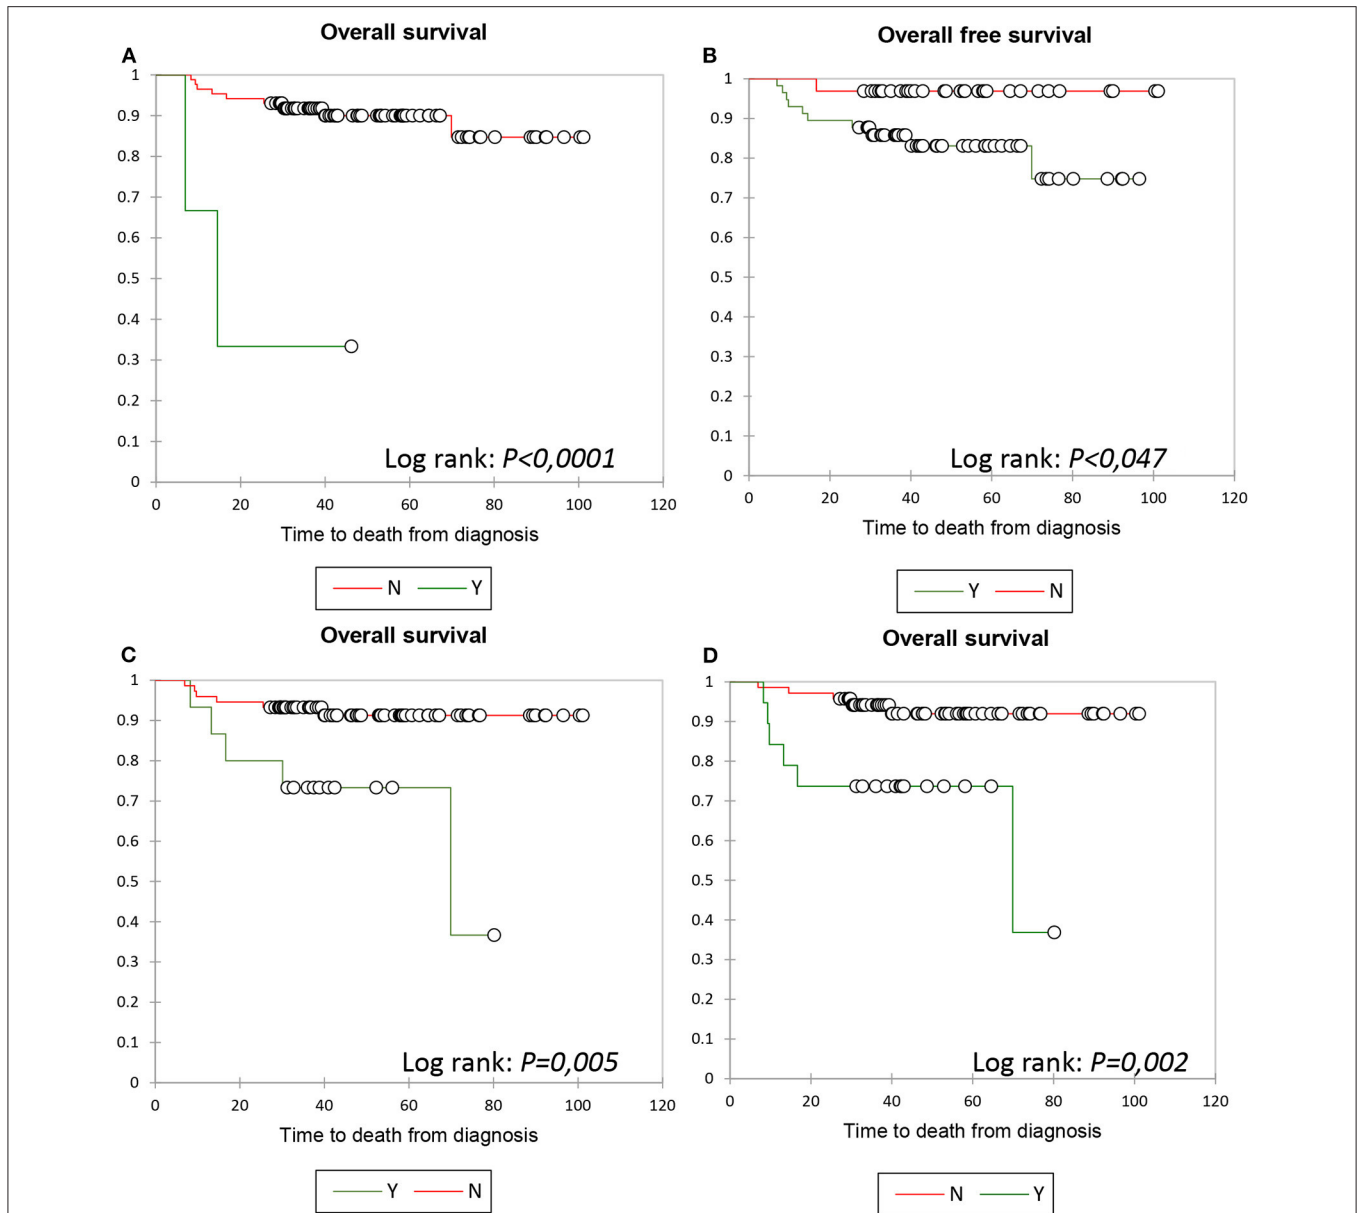 Overall survival
A
1
0.9
0.8
0.7
0.6
0.5
0.4
0.3
0.2
0.1
0
Log rank: P<0,0001
0 20 40 60 80 100 120
Time to death from diagnosis
N Y
Overall free survival
B
1
0.9
0.8
0.7
0.6
0.5
0.4
0.3
0.2
0.1
0
Log rank: P<0,047
0 20 40 60 80 100 120
Time to death from diagnosis
Y N
Overall survival
C
1
0.9
0.8
0.7
0.6
0.5
0.4
0.3
0.2
0.1
0
Log rank: P=0,005
0 20 40 60 80 100 120
Time to death from diagnosis
Y N
Overall survival
D
1
0.9
0.8
0.7
0.6
0.5
0.4
0.3
0.2
0.1
0
Log rank: P=0,002
0 20 40 60 80 100 120
Time to death from diagnosis
N Y